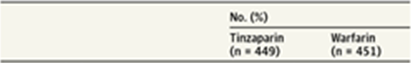 No. (%)
Tinzaparin Warfarin
(n = 449) (n = 451)